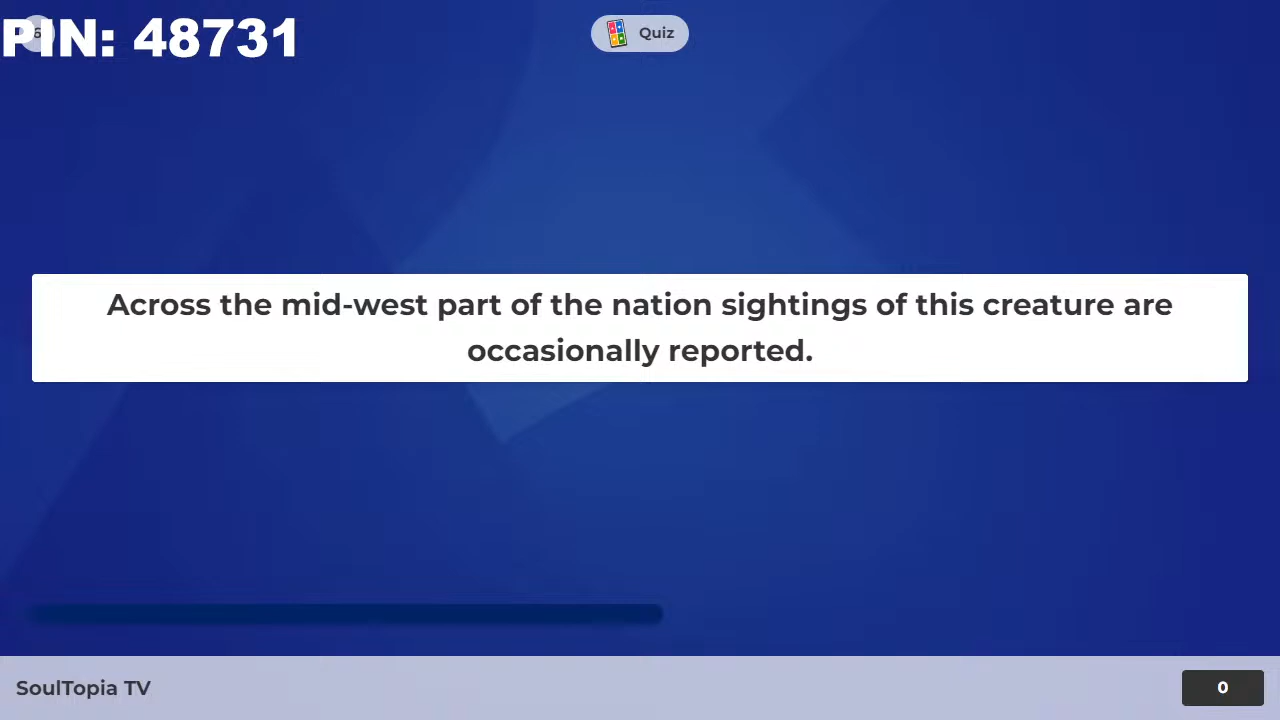 PIN: 48731
6
Quiz
Across the mid-west part of the nation sightings of this creature are
occasionally reported.
SoulTopia TV
0